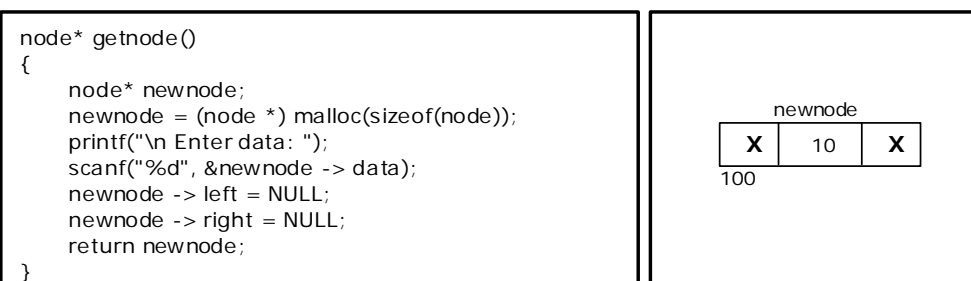 node* getnode()
{
node* newnode;
newnode = (node *) malloc(sizeof(node));
printf("\n Enter data: ");
scanf("%d", &newnode -> data);
newnode -> left = NULL;
newnode -> right = NULL;
return newnode;
}
newnode
X 10 X
100